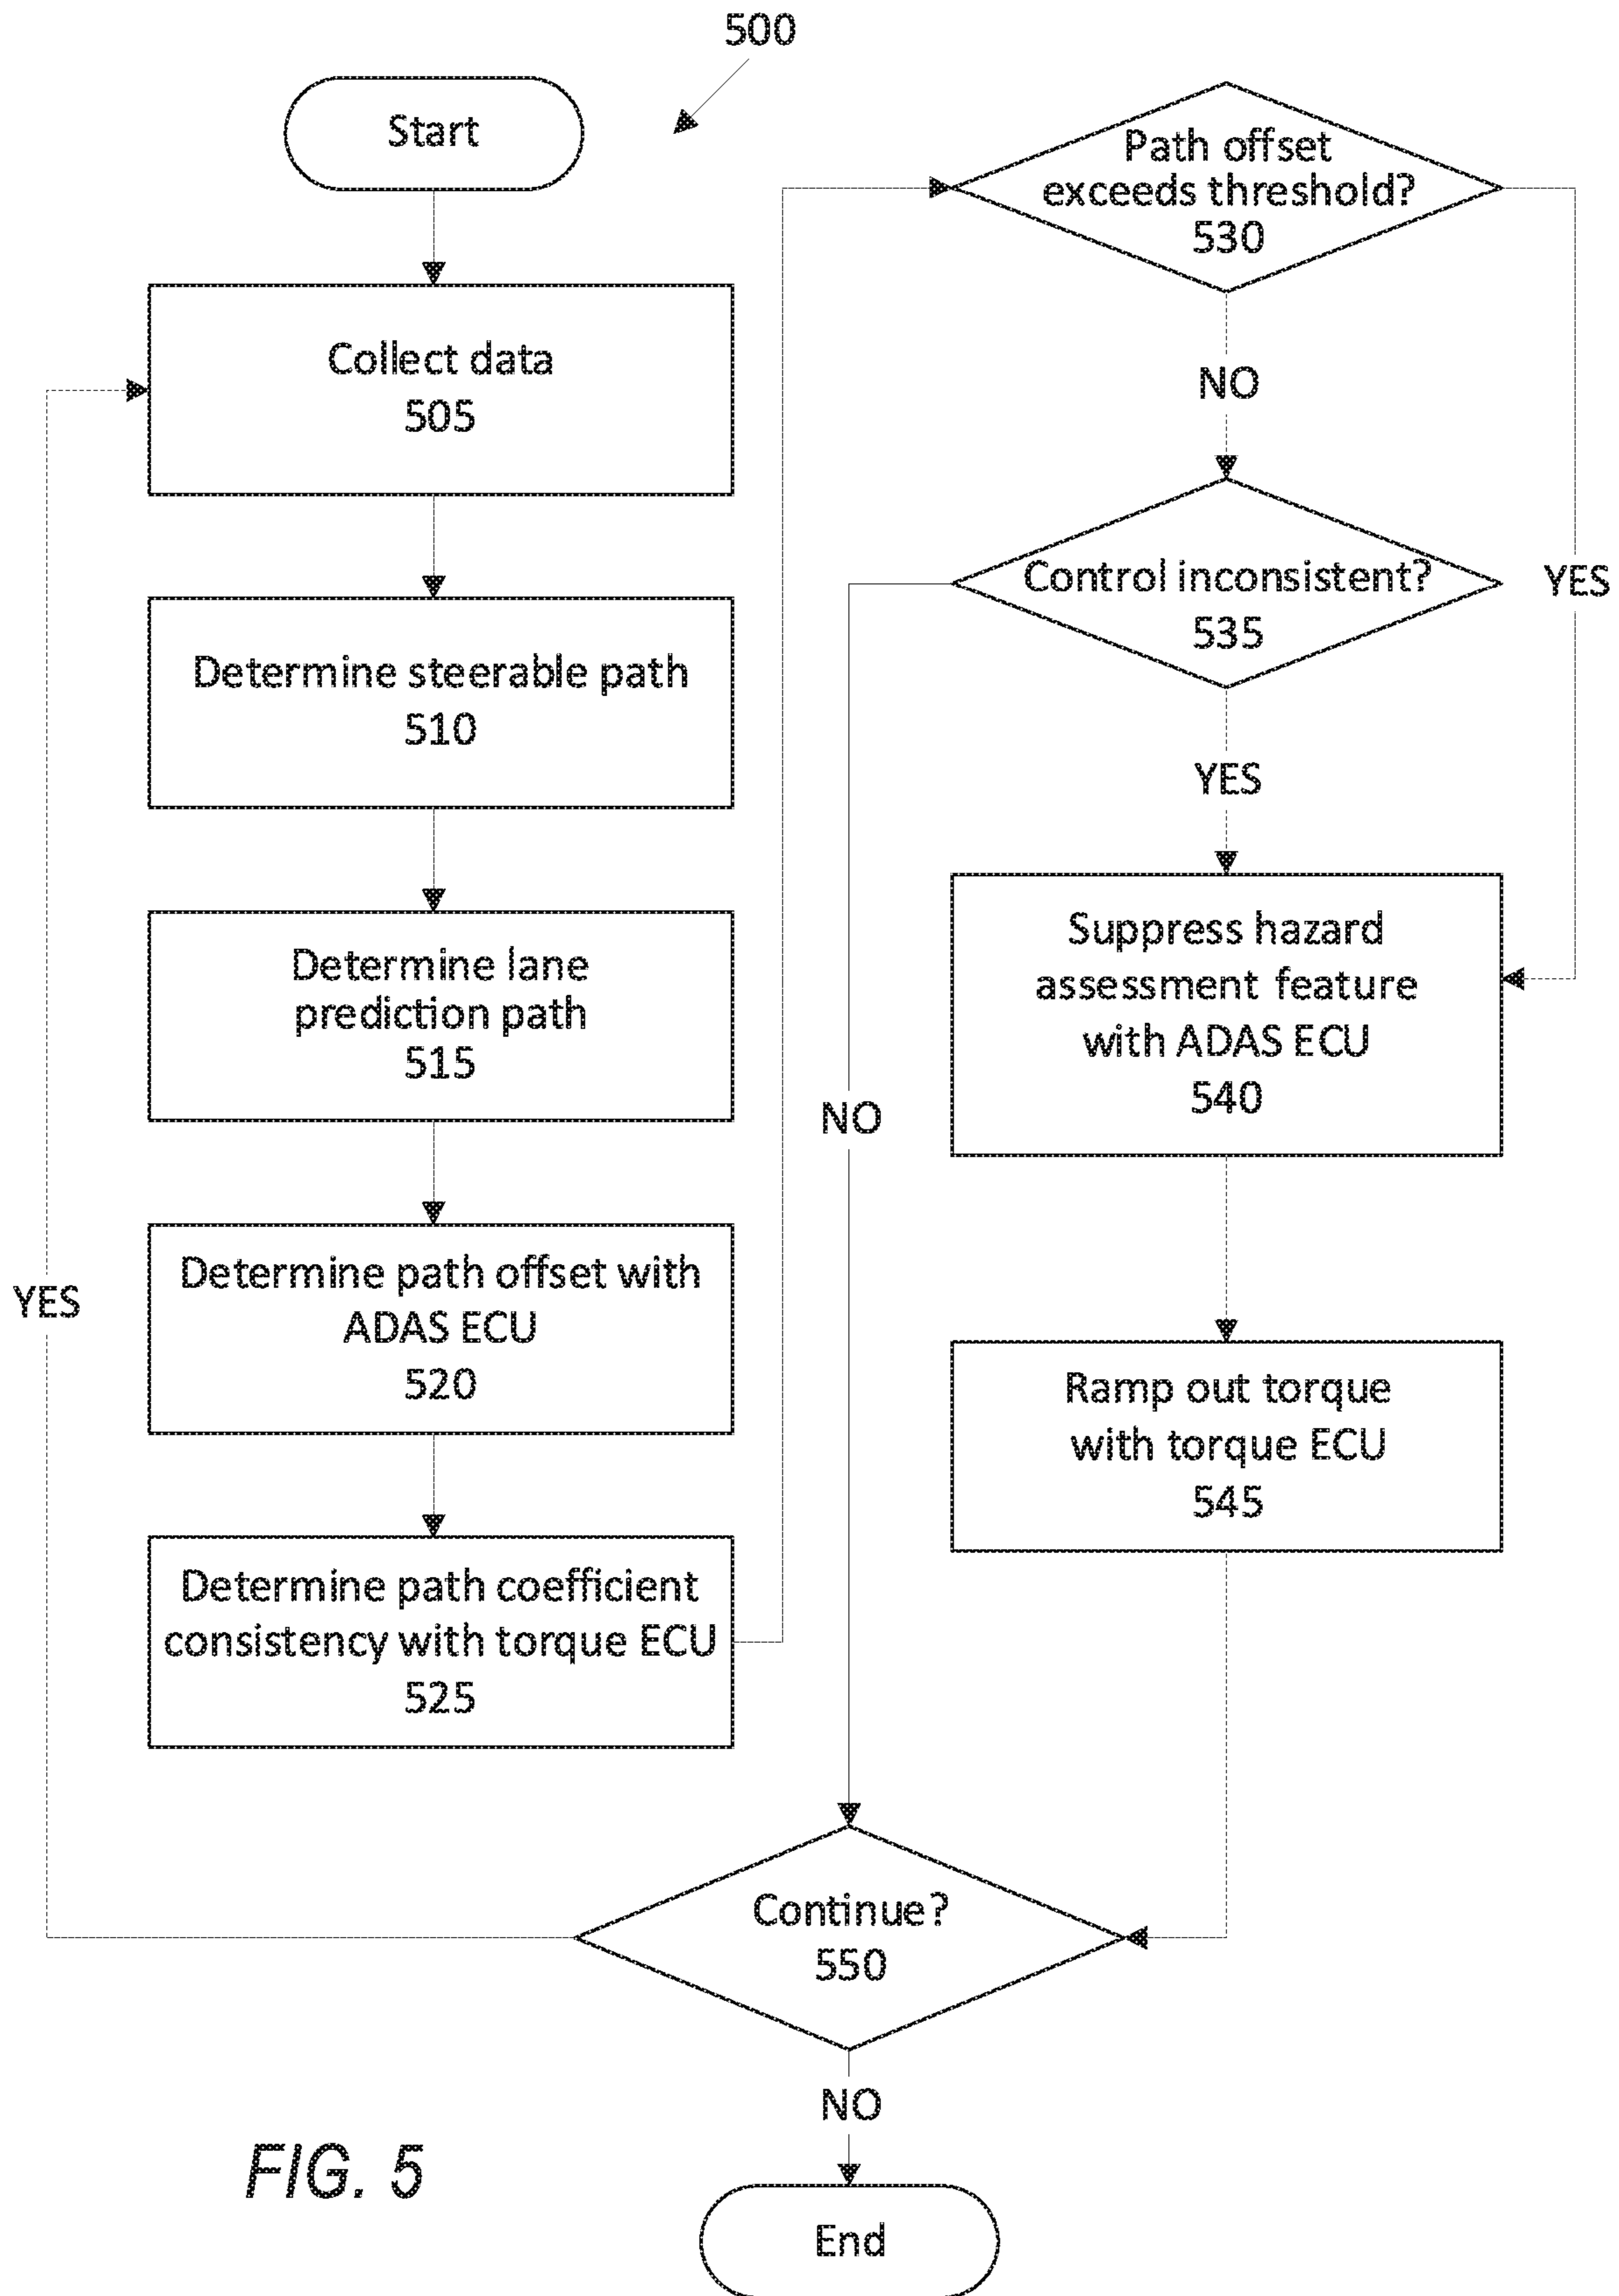 500
Start
Collect data
505
Determine steerable path
510
Determine lane
prediction path
515
Determine path offset with
ADAS ECU
520
Determine path coefficient
consistency with torque ECU
525
Path offset
exceeds threshold?
530
NO
YES
Control inconsistent?
535
YES
NO
Suppress hazard
assessment feature
with ADAS ECU
540
Ramp out torque
with torque ECU
545
Continue?
550
YES
NO
End
FIG. 5